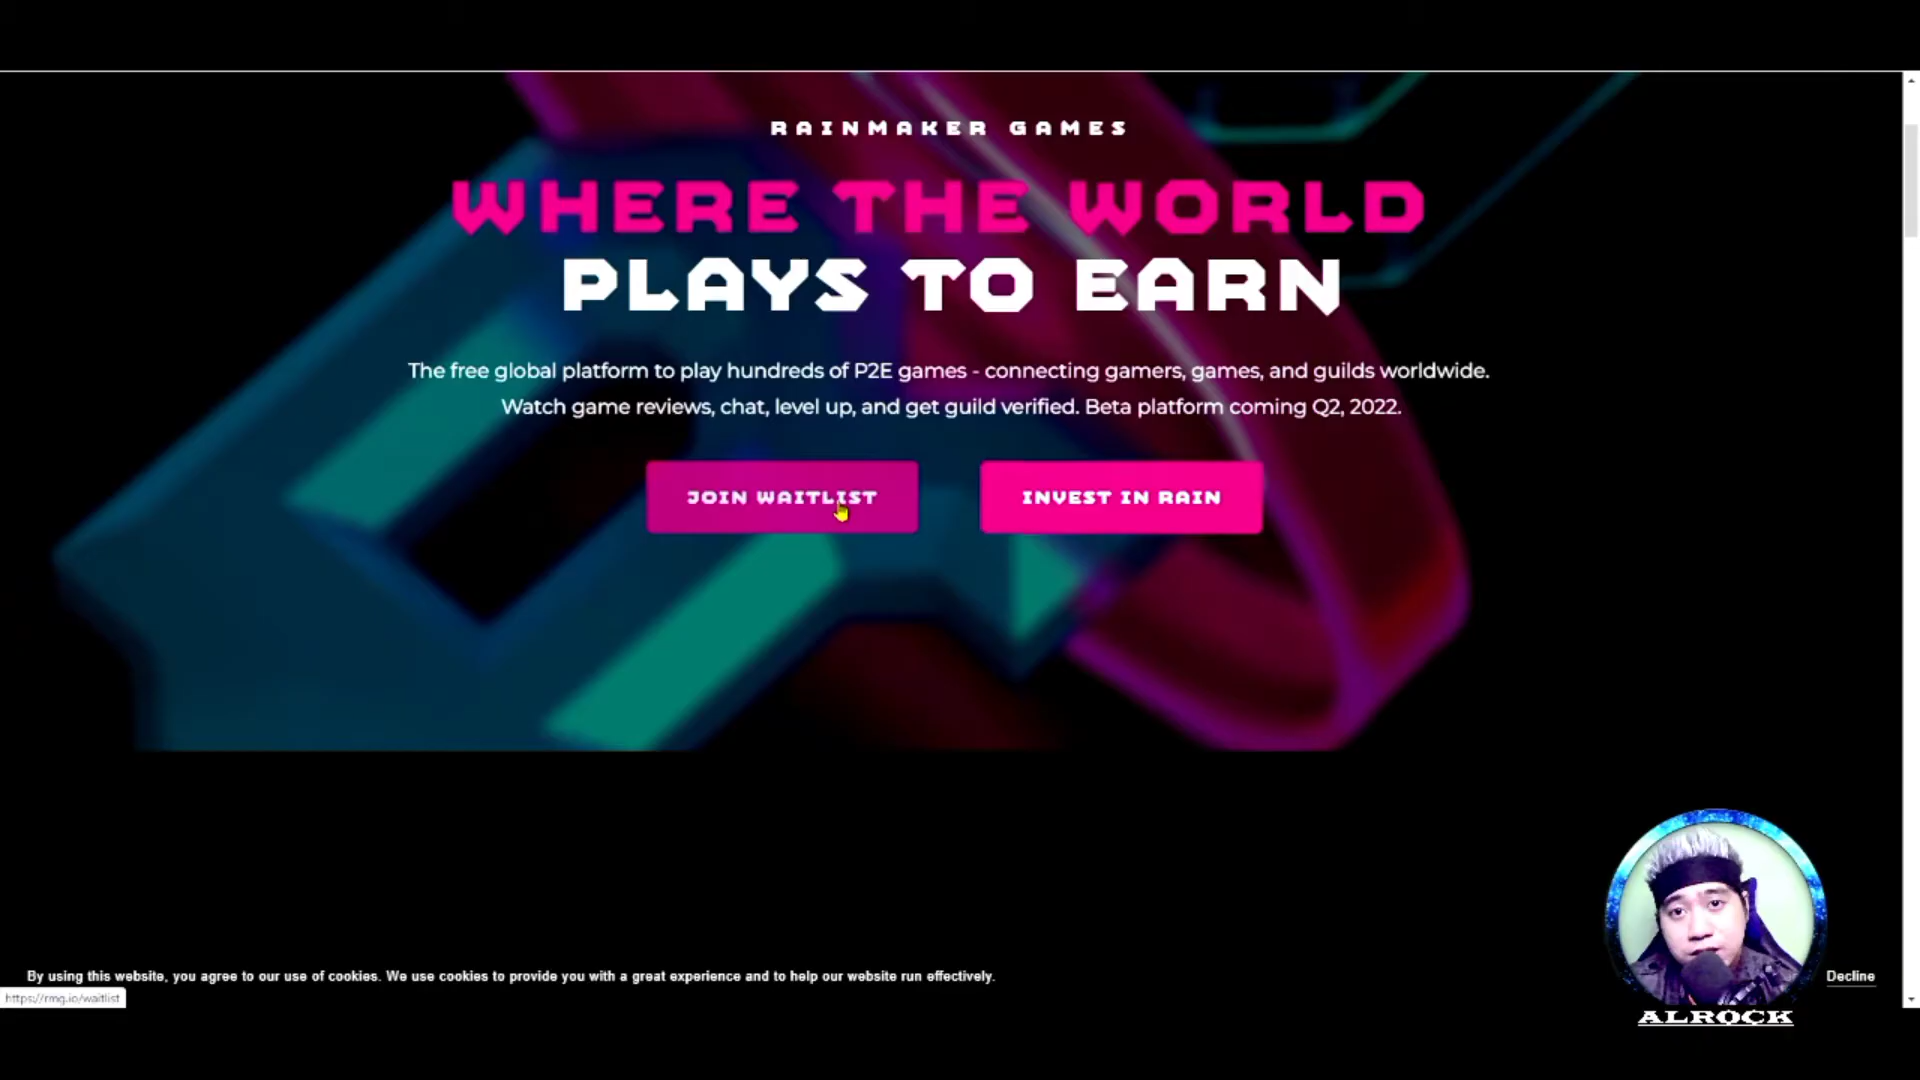 RAINMAKER GAMES
WHERE THE WORLD
PLAYS TO EARN
The free global platform to play hundreds of P2E games - connecting gamers, games, and guilds worldwide.
Watch game reviews, chat, level up, and get guild verified. Beta platform coming Q2, 2022.
JOIN WAITLIST
INVEST IN RAIN
By using this website, you agree to our use of cookies. We use cookies to provide you with a great experience and to help our website run effectively.
Decline
https://rmg.io/waitlist
ALROCK